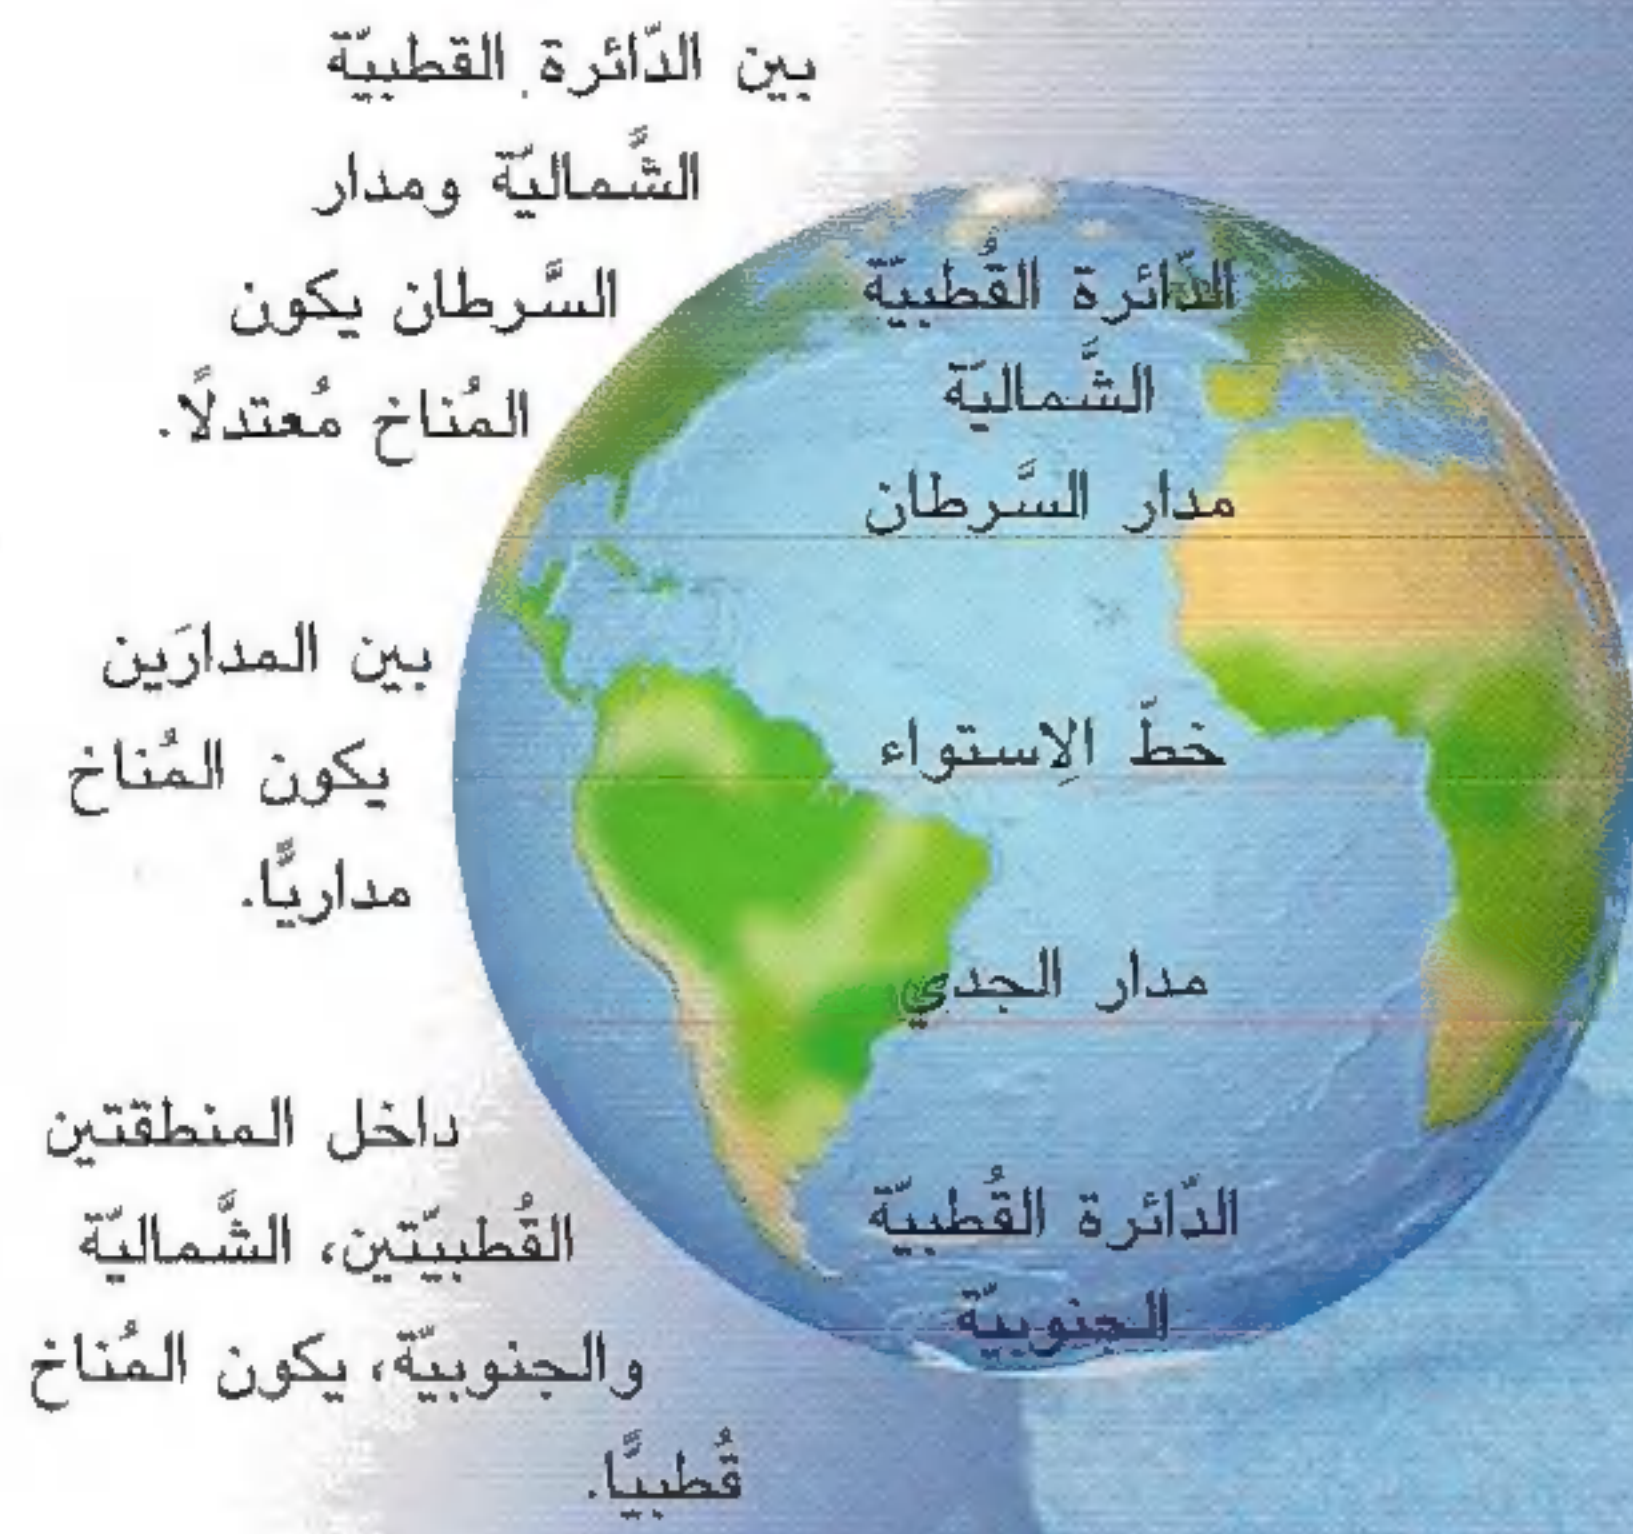 بين الدّائرة القطبيّة
الشَّماليّة ومدار
السَّرطان يكون
المُناخ مُعتدلًا.
بين المدارَين
يكون المُناخ
مداريًّا.
داخل المنطقتين
القُطبيّتين، الشَّماليّة
والجنوبيّة، يكون المُناخ
قُطبيًّا.
الدّائرة القُطبيّة
الشَّماليّة
مدار السَّرطان
خطّ الاِستواء
مدار الجدي
الدّائرة القُطبيّة
الجنوبيّة